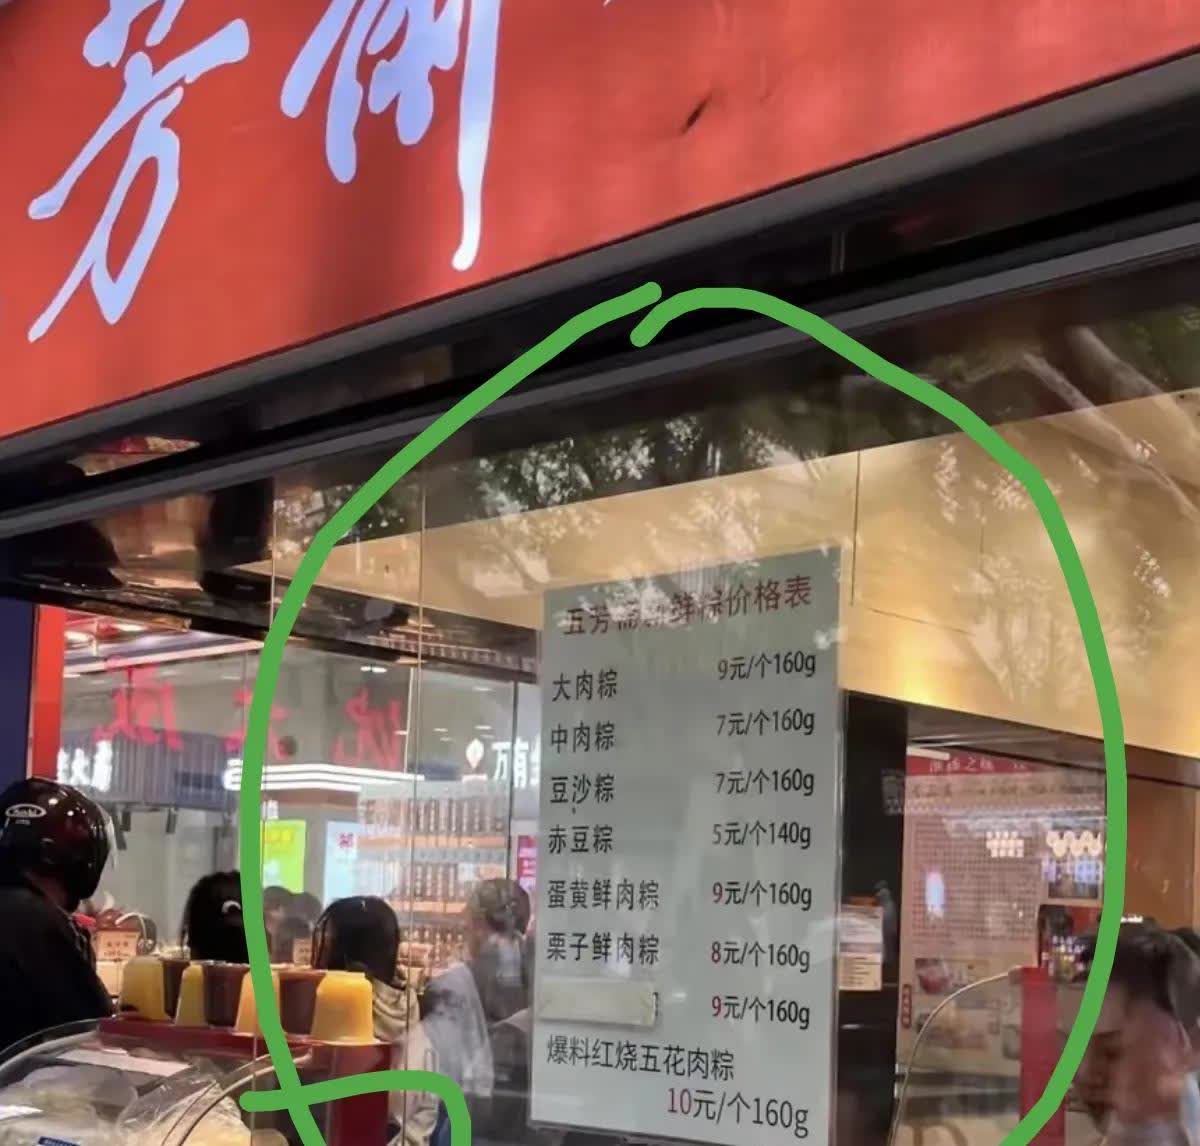 芳斋
五芳斋新鲜粽价格表
大肉粽 9元/个160g
中肉粽 7元/个160g
豆沙粽 7元/个160g
赤豆粽 5元/个140g
蛋黄鲜肉粽 9元/个160g
栗子鲜肉粽 8元/个160g
9元/个160g
爆料红烧五花肉粽
10元/个160g
万有